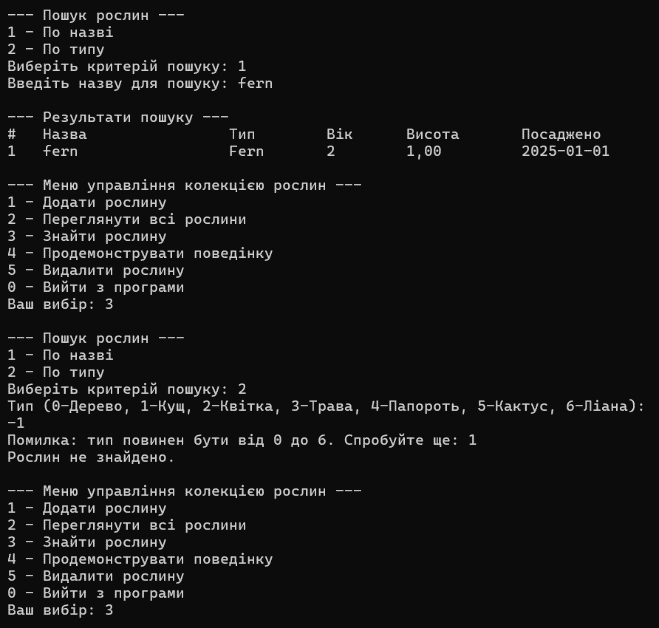 --- Пошук рослин ---
1 - По назві
2 - По типу
Виберіть критерій пошуку: 1
Введіть назву для пошуку: fern
--- Результати пошуку ---
# Назва Тип Вік Висота Посаджено
1 fern Fern 2 1,00 2025-01-01
--- Меню управління колекцією рослин ---
1 - Додати рослину
2 - Переглянути всі рослини
3 - Знайти рослину
4 - Продемонструвати поведінку
5 - Видалити рослину
0 - Вийти з програми
Ваш вибір: 3
--- Пошук рослин ---
1 - По назві
2 - По типу
Виберіть критерій пошуку: 2
Тип (0-Дерево, 1-Кущ, 2-Квітка, 3-Трава, 4-Папороть, 5-Кактус, 6-Ліана):
-1
Помилка: тип повинен бути від 0 до 6. Спробуйте ще: 1
Рослин не знайдено.
--- Меню управління колекцією рослин ---
1 - Додати рослину
2 - Переглянути всі рослини
3 - Знайти рослину
4 - Продемонструвати поведінку
5 - Видалити рослину
0 - Вийти з програми
Ваш вибір: 3